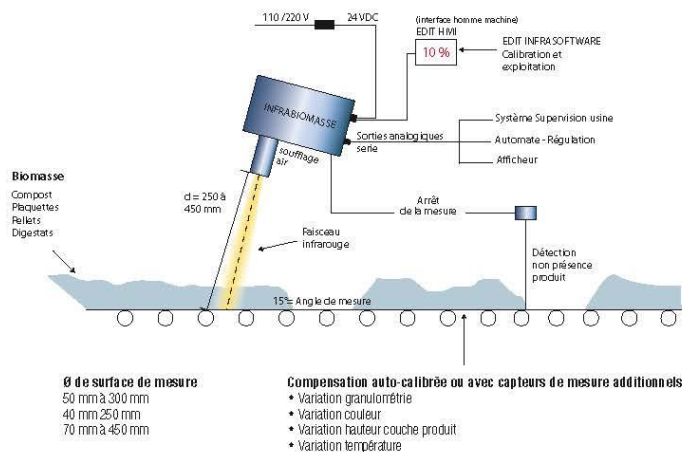 110 /220 V
24 VDC
(interface homme machine)
EDIT HMI
10 %
EDIT INFRASOFTWARE
Calibration et
exploitation
INFRABIOMASSE
soufflage
air
Sorties analogiques
serie
Système Supervision usine
Automate - Régulation
Afficheur
Biomasse
Compost
Plaquettes
Pellets
Digestats
d = 250 à
450 mm
Faisceau
infrarouge
Arrêt
de la mesure
Détection
non présence
produit
15°= Angle de mesure
Ø de surface de mesure
50 mm à 300 mm
40 mm 250 mm
70 mm à 450 mm
Compensation auto-calibrée ou avec capteurs de mesure additionnels
* Variation granulométrie
* Variation couleur
* Variation hauteur couche produit
* Variation température